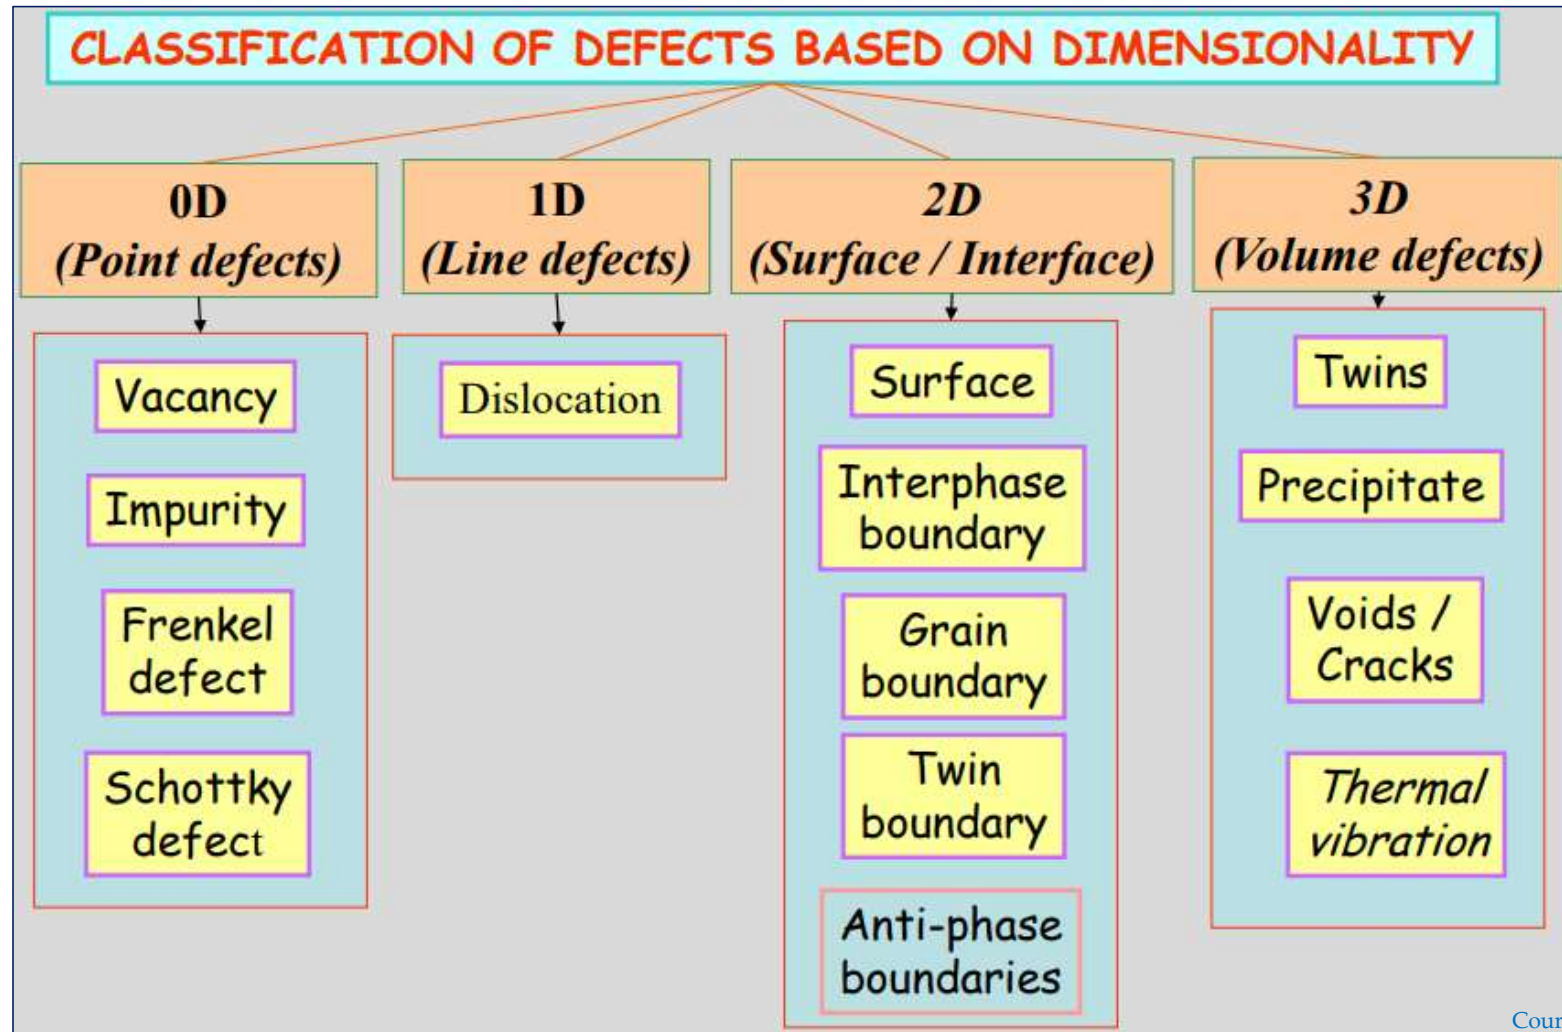 CLASSIFICATION OF DEFECTS BASED ON DIMENSIONALITY
0D
(Point defects)
1D
(Line defects)
2D
(Surface / Interface)
3D
(Volume defects)
Vacancy
Impurity
Frenkel
defect
Schottky
defect
Dislocation
Surface
Interphase
boundary
Grain
boundary
Twin
boundary
Anti-phase
boundaries
Twins
Precipitate
Voids /
Cracks
Thermal
vibration